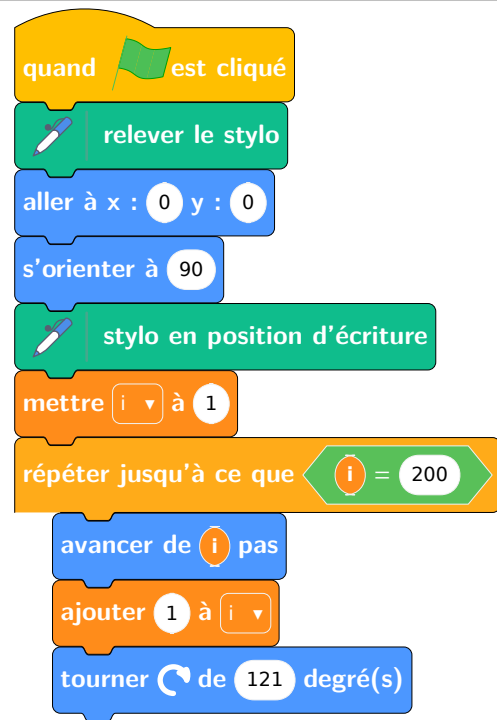 quand est cliqué
relever le stylo
aller à x : 0 y : 0
s'orienter à 90
stylo en position d'écriture
mettre i ▾ à 1
répéter jusqu'à ce que i = 200
avancer de i pas
ajouter 1 à i ▾
tourner de 121 degré(s)